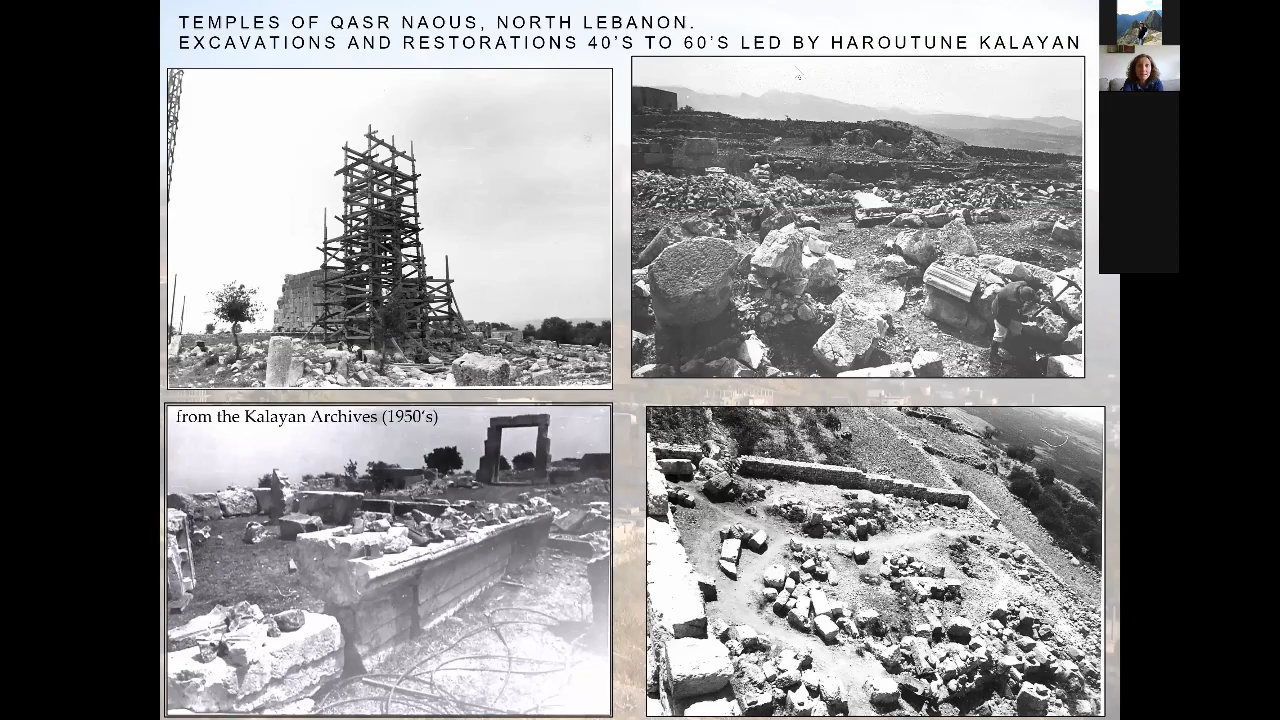 TEMPLES OF QASR NAOUS, NORTH LEBANON.
EXCAVATIONS AND RESTORATIONS 40'S TO 60'S LED BY HAROUTUNE KALAYAN
from the Kalayan Archives (1950's)